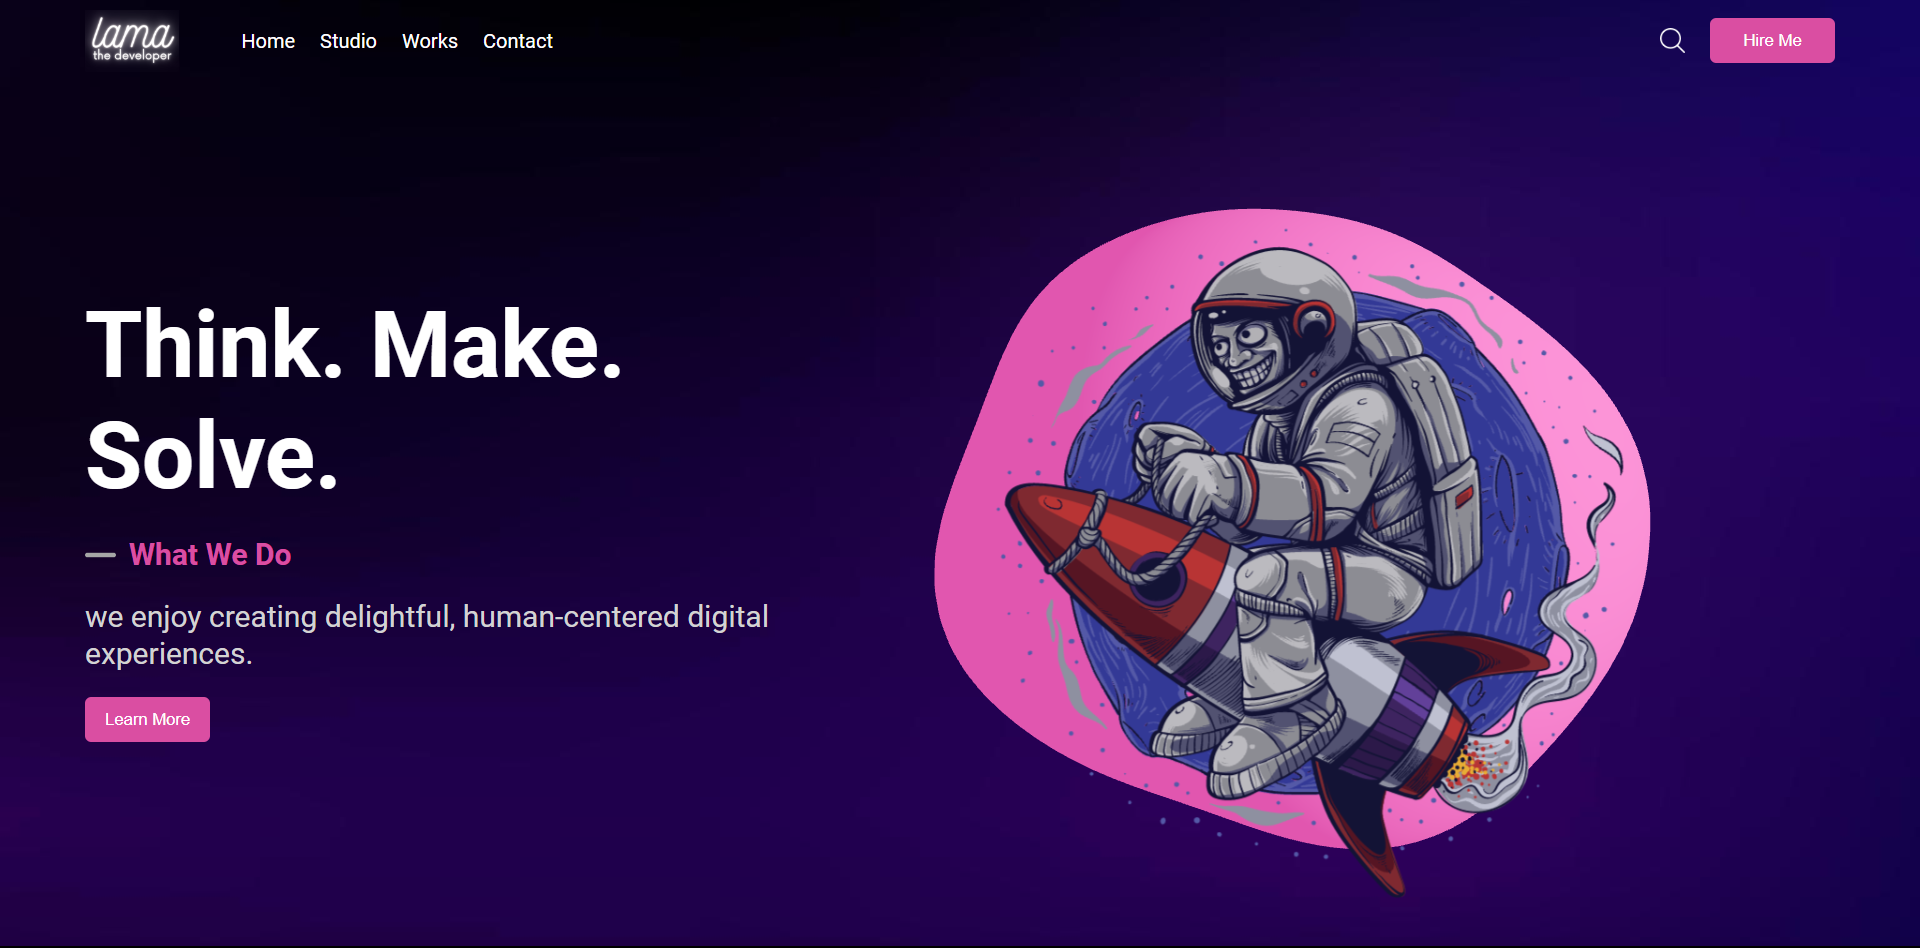 lama
the developer
Home Studio Works Contact
Hire Me
Think. Make.
Solve.
What We Do
we enjoy creating delightful, human-centered digital
experiences.
Learn More